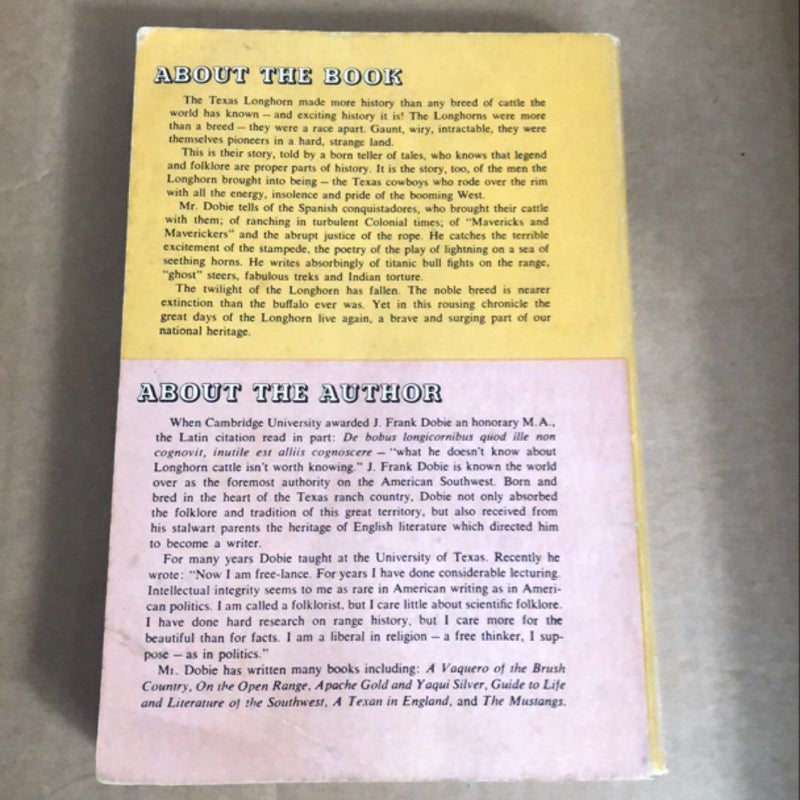 ABOUT THE BOOK
The Texas Longhorn made more history than any breed of cattle the
world has known — and exciting history it is! The Longhorns were more
than a breed — they were a race apart. Gaunt, wiry, intractable, they were
themselves pioneers in a hard, strange land.
This is their story, told by a born teller of tales, who knows that legend
and folklore are proper parts of history. It is the story, too, of the men the
Longhorn brought into being — the Texas cowboys who rode over the rim
with all the energy, insolence and pride of the booming West.
Mr. Dobie tells of the Spanish conquistadores, who brought their cattle
with them; of ranching in turbulent Colonial times; of "Mavericks and
Maverickers" and the abrupt justice of the rope. He catches the terrible
excitement of the stampede, the poetry of the play of lightning on a sea of
seething horns. He writes absorbingly of titanic bull fights on the range,
"ghost" steers, fabulous treks and Indian torture.
The twilight of the Longhorn has fallen. The noble breed is nearer
extinction than the buffalo ever was. Yet in this rousing chronicle the
great days of the Longhorn live again, a brave and surging part of our
national heritage.
ABOUT THE AUTHOR
When Cambridge University awarded J. Frank Dobie an honorary M.A.,
the Latin citation read in part: De bobus longicornibus quod ille non
cognovit, inutile est alliis cognoscere — "what he doesn't know about
Longhorn cattle isn't worth knowing." J. Frank Dobie is known the world
over as the foremost authority on the American Southwest. Born and
bred in the heart of the Texas ranch country, Dobie not only absorbed
the folklore and tradition of this great territory, but also received from
his stalwart parents the heritage of English literature which directed him
to become a writer.
For many years Dobie taught at the University of Texas. Recently he
wrote: "Now I am free-lance. For years I have done considerable lecturing.
Intellectual integrity seems to me as rare in American writing as in Ameri-
can politics. I am called a folklorist, but I care little about scientific folklore.
I have done hard research on range history, but I care more for the
beautiful than for facts. I am a liberal in religion — a free thinker, I sup-
pose — as in politics."
Mr. Dobie has written many books including: A Vaquero of the Brush
Country, On the Open Range, Apache Gold and Yaqui Silver, Guide to Life
and Literature of the Southwest, A Texan in England, and The Mustangs.